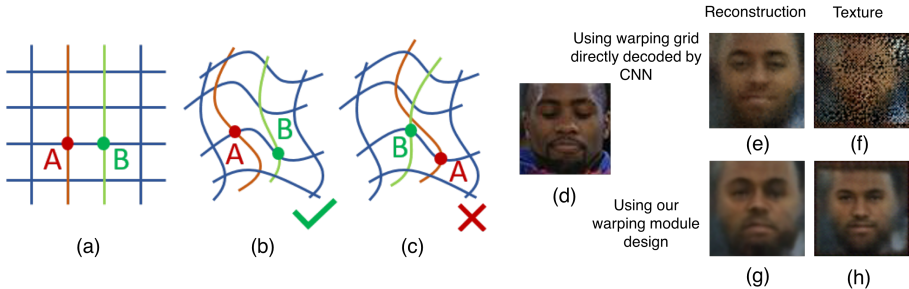 Reconstruction Texture
Using warping grid
directly decoded by
CNN
A B
A B
B A
(d)
(e) (f)
Using our
warping module
design
(a) (b) (c)
(g) (h)